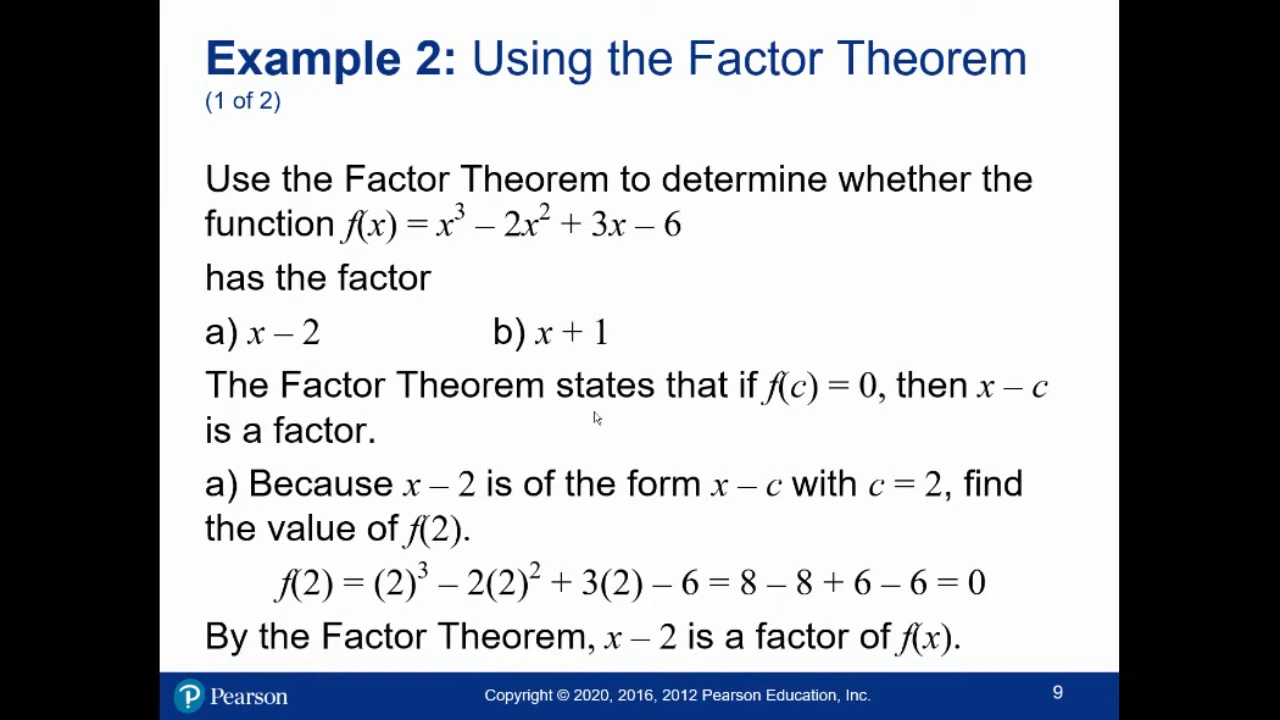 Example 2: Using the Factor Theorem
(1 of 2)
Use the Factor Theorem to determine whether the
function f(x) = x³ – 2x² + 3x – 6
has the factor
a) x – 2 b) x + 1
The Factor Theorem states that if f(c) = 0, then x – c
is a factor.
a) Because x – 2 is of the form x – c with c = 2, find
the value of f(2).
f(2) = (2)³ – 2(2)² + 3(2) – 6 = 8 – 8 + 6 – 6 = 0
By the Factor Theorem, x – 2 is a factor of f(x).
P Pearson Copyright © 2020, 2016, 2012 Pearson Education, Inc. 9